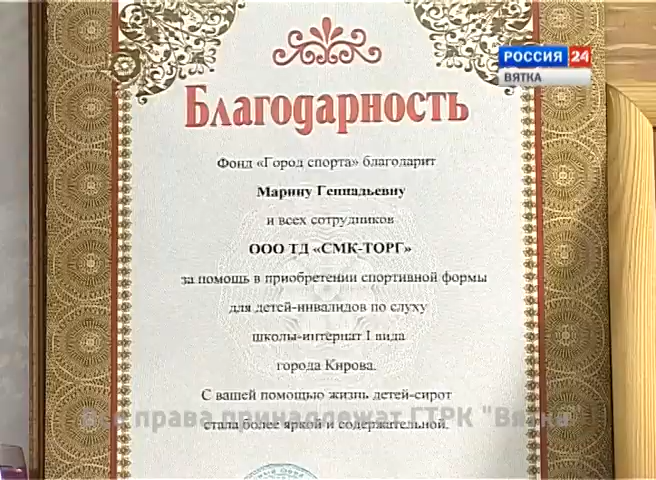 РОССИЯ 24
ВЯТКА
Благодарность
Фонд «Город спорта» благодарит
Марину Геннадьевну
и всех сотрудников
ООО ТД «СМК-ТОРГ»
за помощь в приобретении спортивной формы
для детей-инвалидов по слуху
школы-интернат I вида
города Кирова.
С вашей помощью жизнь детей-сирот
Все права принадлежат ГТРК "Вятка"
стала более яркой и содержательной.